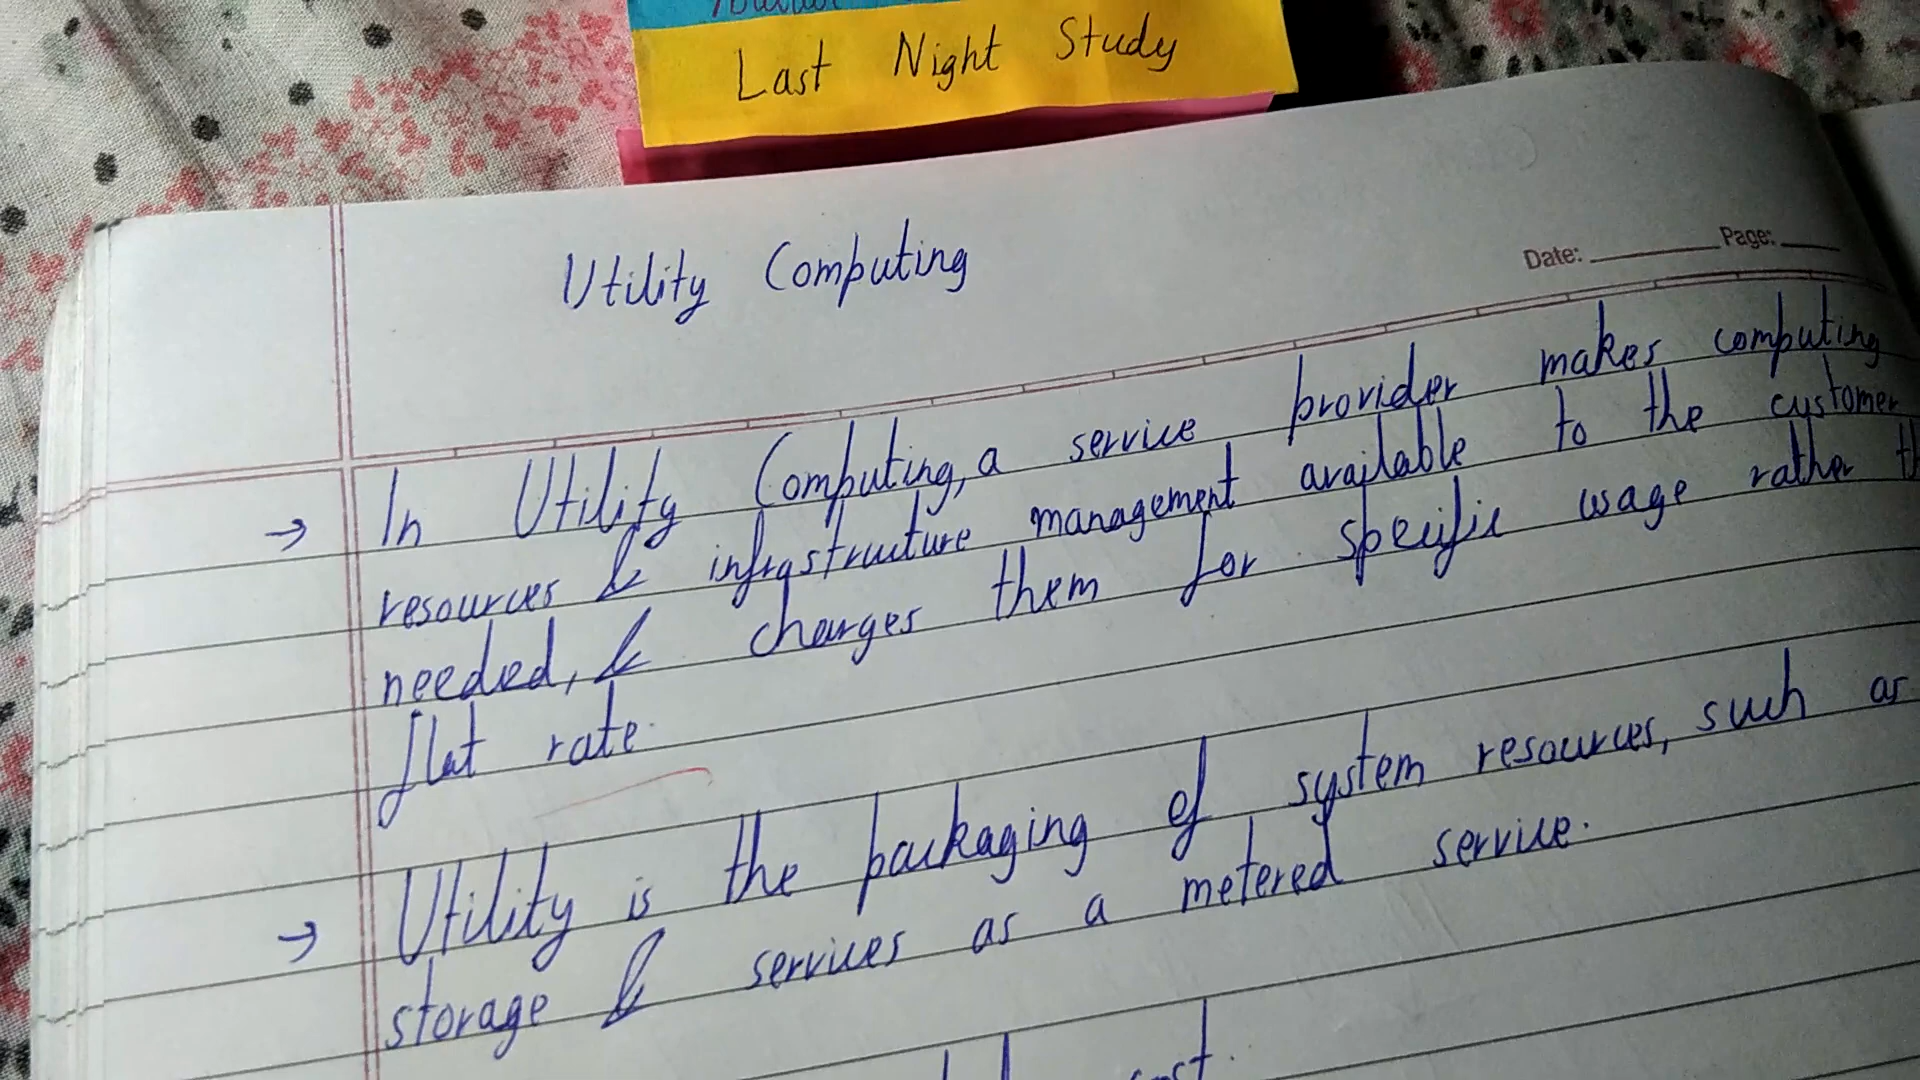 Last Night Study
Utility Computing
Date: Page:
→ In Utility Computing, a service provider makes computing
resources & infrastructure management available to the customer
needed, & charges them for specific usage rather
flat rate.
→ Utility is the packaging of system resources, such as
storage & services as a metered service.
cost.